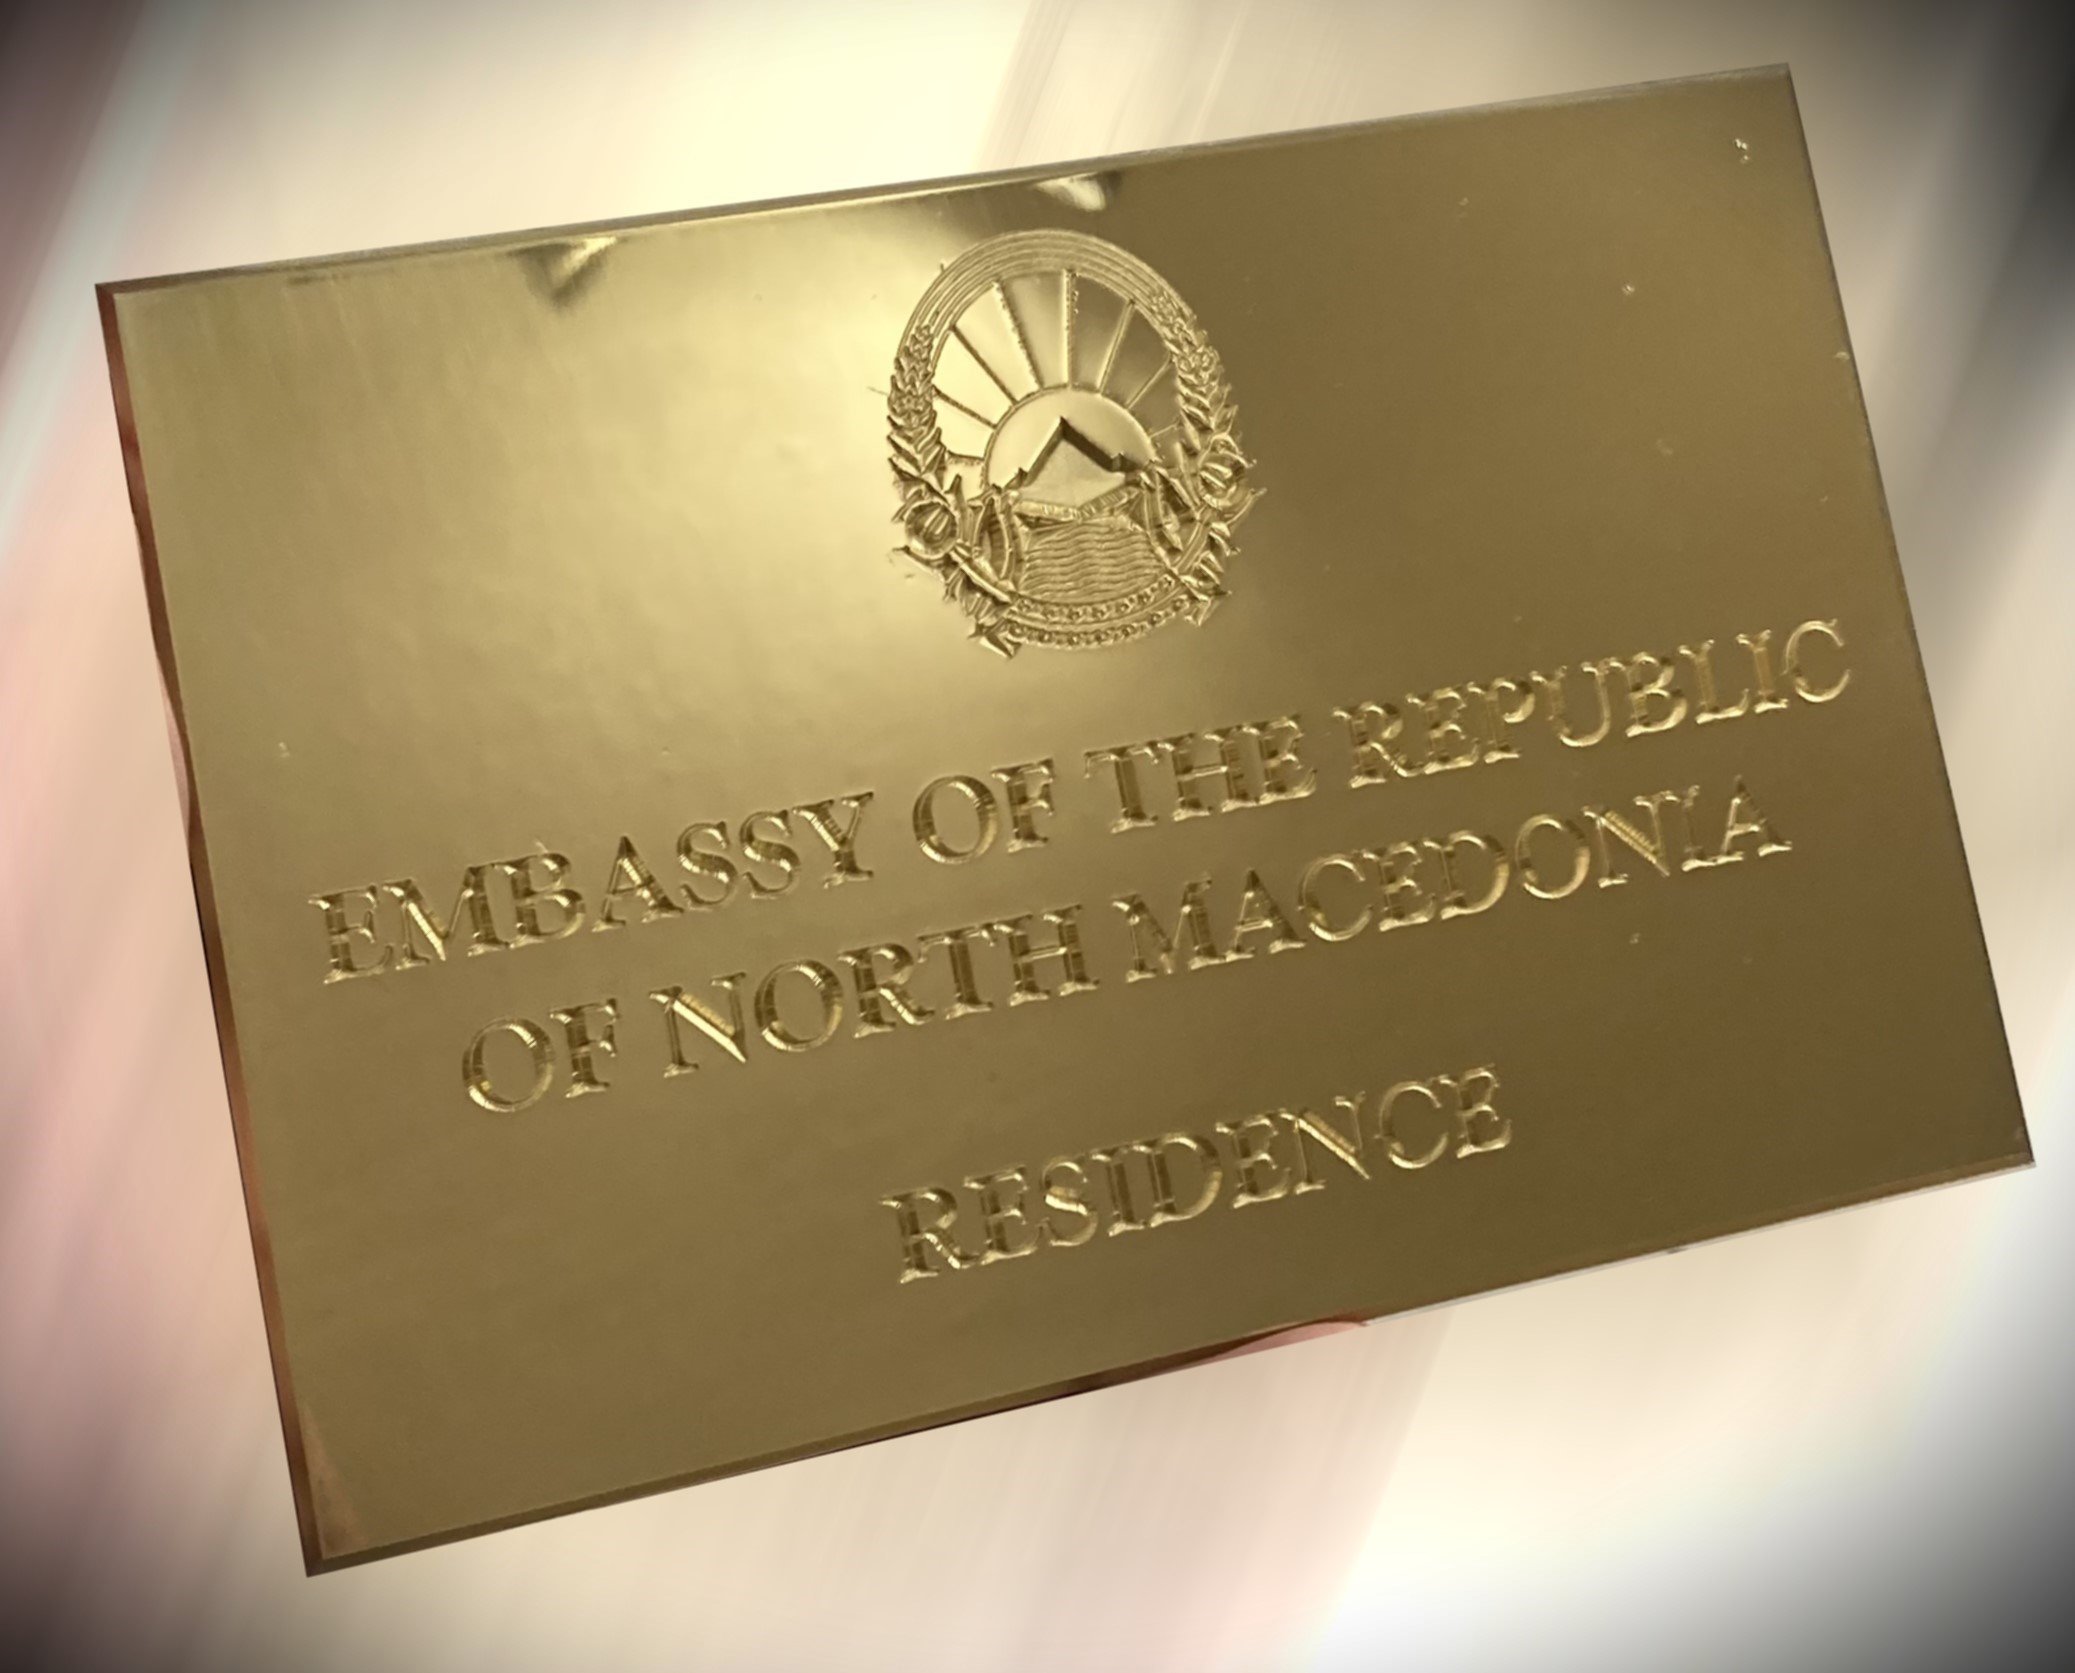 EMBASSY OF THE REPUBLIC
OF NORTH MACEDONIA
RESIDENCE